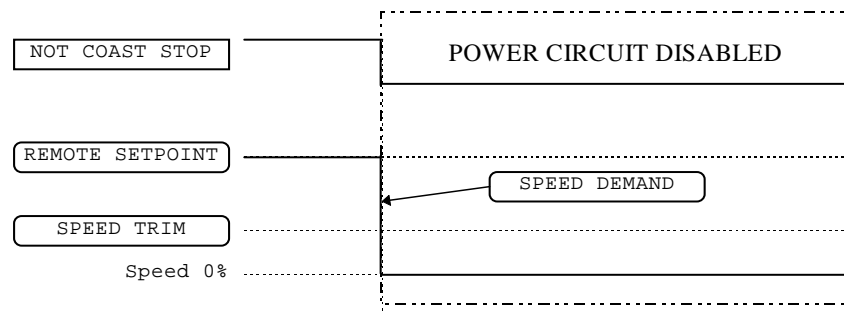 NOT COAST STOP
POWER CIRCUIT DISABLED
REMOTE SETPOINT
SPEED DEMAND
SPEED TRIM
Speed 0%